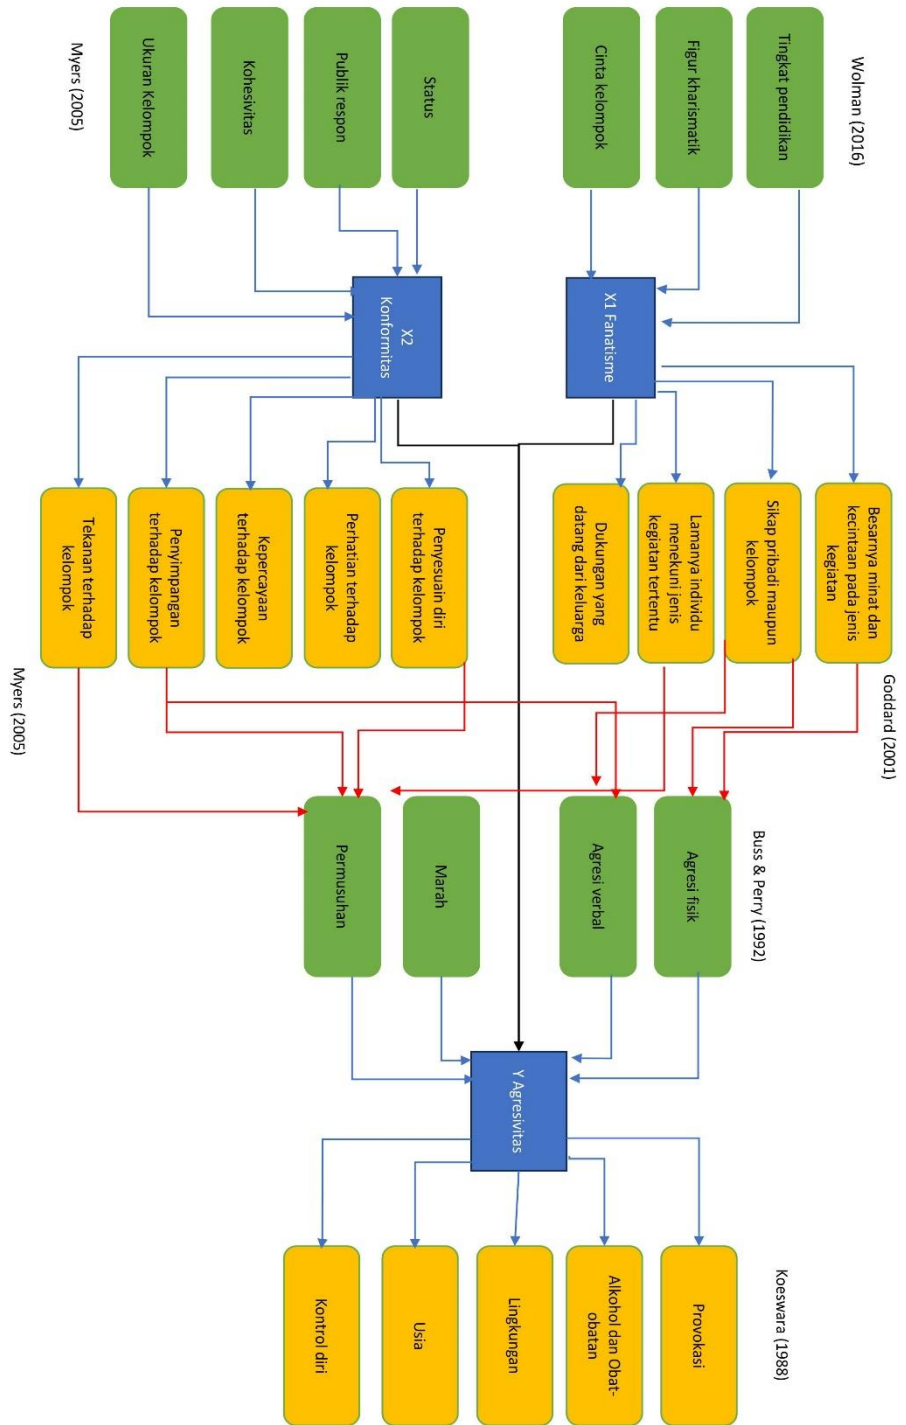 Wolman (2016)
Tingkat pendidikan
Figur kharismatik
Cinta kelompok
Status
Publik respon
Kohesivitas
Ukuran Kelompok
Myers (2005)
X1 Fanatisme
X2
Konformitas
Goddard (2001)
Besarnya minat dan
kecintaan pada jenis
kegiatan
Sikap pribadi maupun
kelompok
Lamanya individu
menekuni jenis
kegiatan tertentu
Dukungan yang
datang dari keluarga
Penyesuain diri
terhadap kelompok
Perhatian terhadap
kelompok
Kepercayaan
terhadap kelompok
Penyimpangan
terhadap kelompok
Tekanan terhadap
kelompok
Myers (2005)
Buss & Perry (1992)
Agresi fisik
Agresi verbal
Marah
Permusuhan
Y Agresivitas
Koeswara (1988)
Provokasi
Alkohol dan Obat-
obatan
Lingkungan
Usia
Kontrol diri